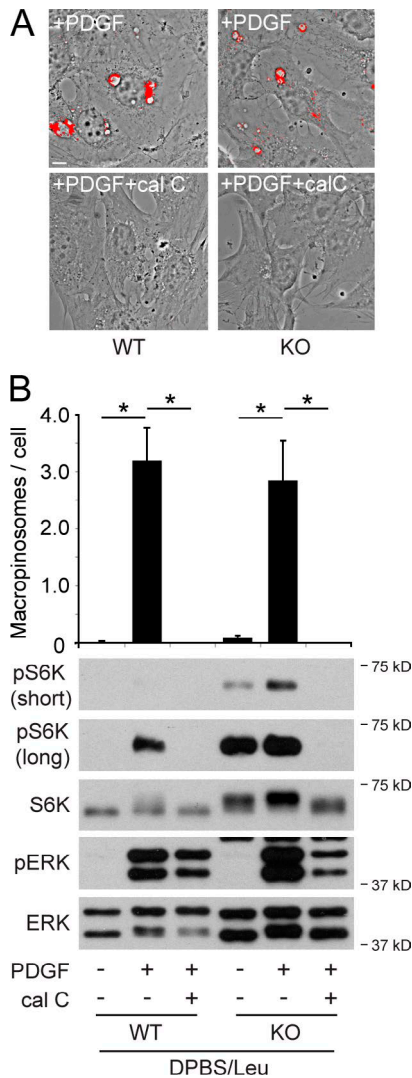 A
+PDGF
+PDGF
+PDGF+cal C
+PDGF+calC
WT
KO
B
* * * *
4.0
3.0
2.0
1.0
0
Macropinosomes / cell
pS6K (short)
- 75 kD
pS6K (long)
- 75 kD
S6K
- 75 kD
pERK
- 37 kD
ERK
- 37 kD
PDGF - + + - + +
cal C - - + - - +
WT KO
DPBS/Leu